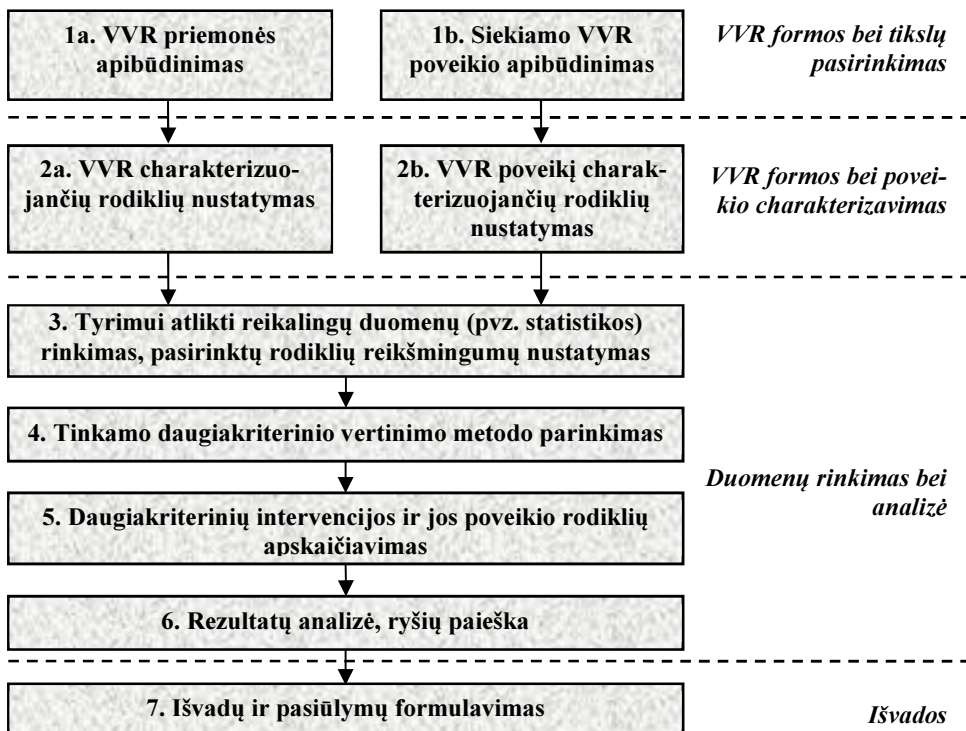 1a. VVR priemonės
apibūdinimas
1b. Siekiamo VVR
poveikio apibūdinimas
VVR formos bei tikslų
pasirinkimas
2a. VVR charakterizuo-
jančių rodiklių nustatymas
2b. VVR poveikį charak-
terizuojančių rodiklių
nustatymas
VVR formos bei povei-
kio charakterizavimas
3. Tyrimui atlikti reikalingų duomenų (pvz. statistikos)
rinkimas, pasirinktų rodiklių reikšmingumų nustatymas
4. Tinkamo daugiakriterinio vertinimo metodo parinkimas
5. Daugiakriterinių intervencijos ir jos poveikio rodiklių
apskaičiavimas
6. Rezultatų analizė, ryšių paieška
Duomenų rinkimas bei
analizė
7. Išvadų ir pasiūlymų formulavimas
Išvados